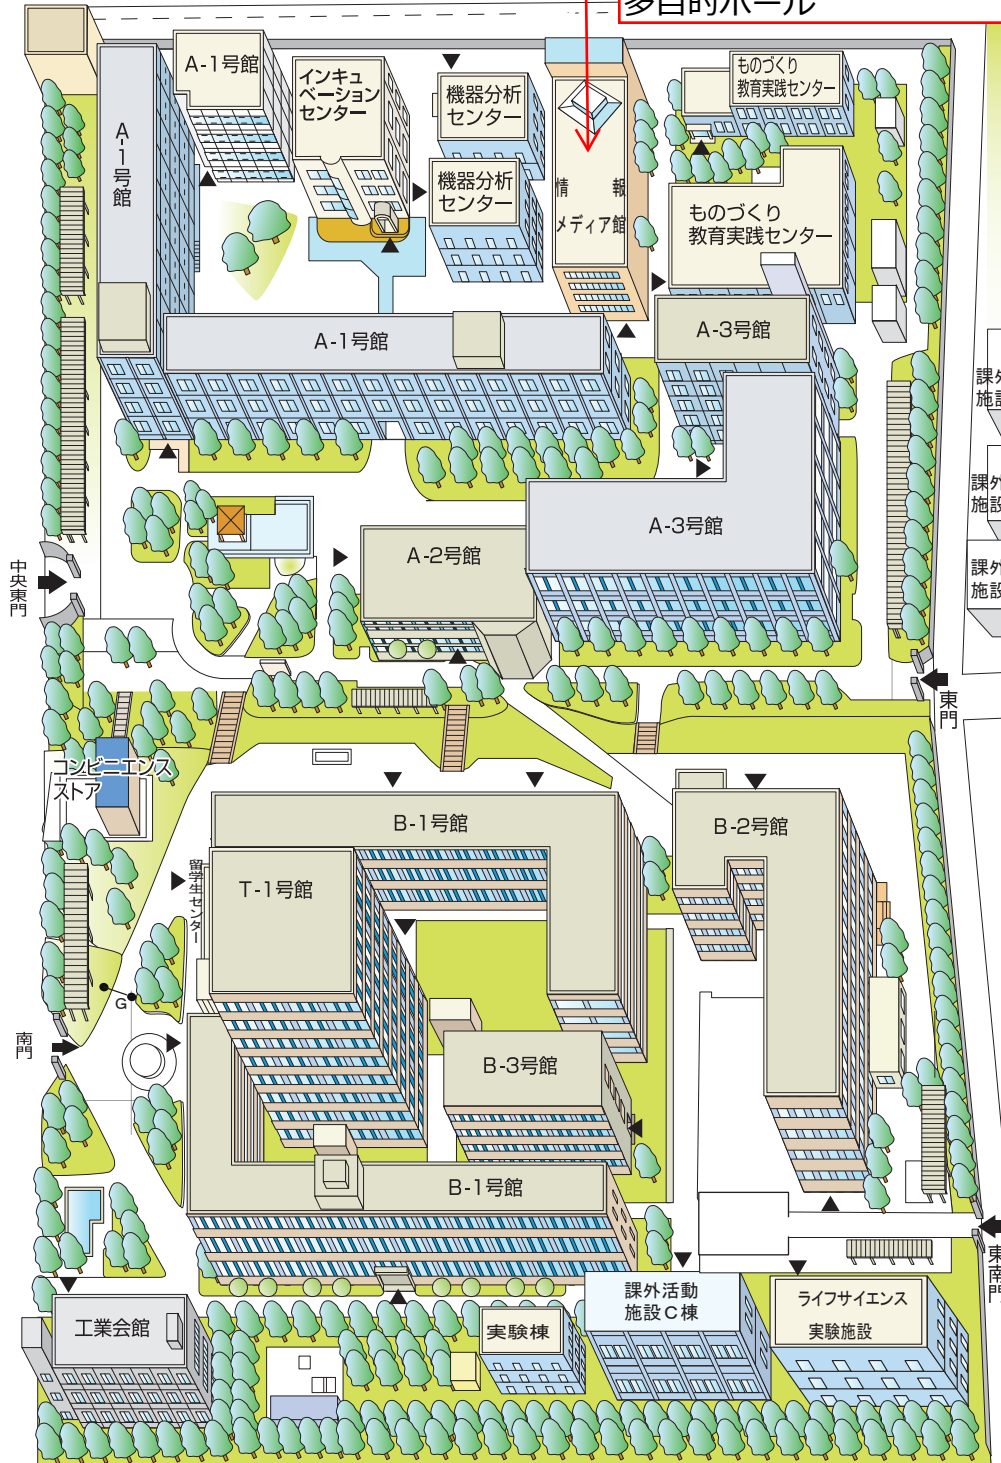 多目的ホール
A-1号館
インキュ
ベーション
センター
機器分析
センター
ものづくり
教育実践センター
A-1号館
機器分析
センター
情報
メディア館
ものづくり
教育実践センター
A-1号館
A-3号館
課外
施設
課外
施設
A-3号館
A-2号館
中央東門
課外
施設
東門
コンビニエンス
ストア
B-1号館
B-2号館
留学生センター
T-1号館
G
南門
B-3号館
B-1号館
東南門
課外活動
施設C棟
ライフサイエンス
実験施設
工業会館
実験棟